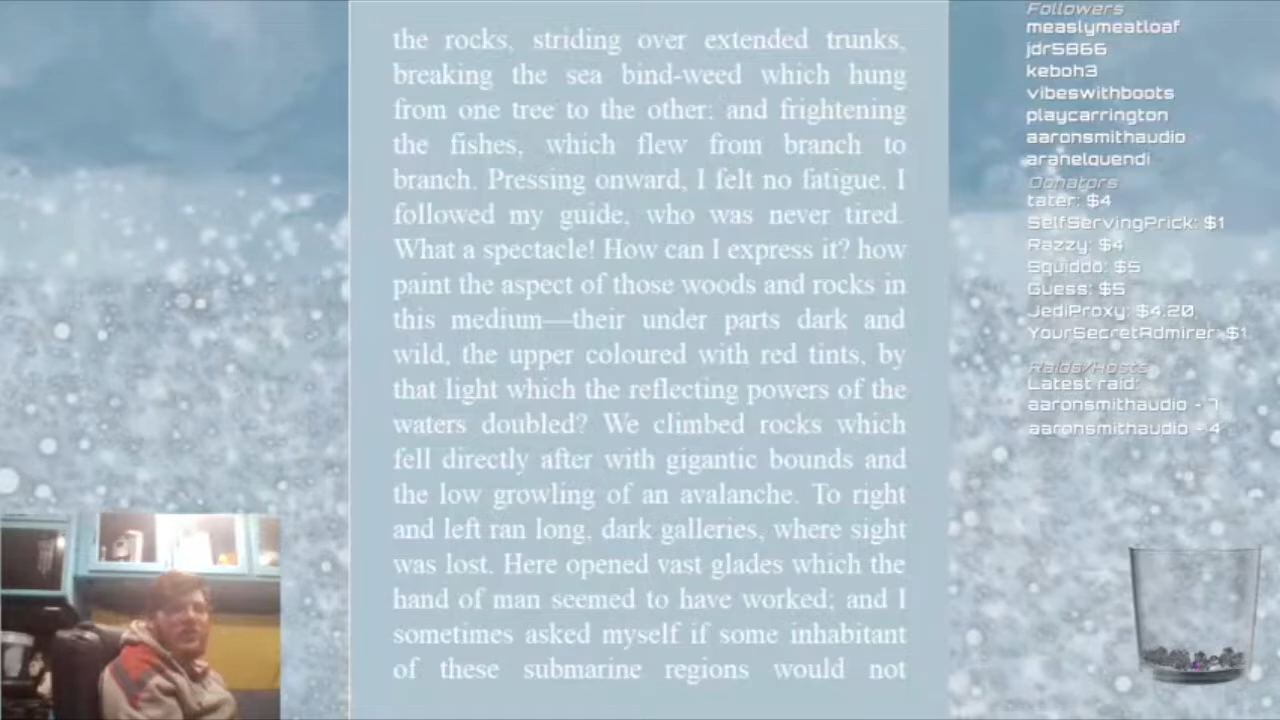 the rocks, striding over extended trunks,
breaking the sea bind-weed which hung
from one tree to the other; and frightening
the fishes, which flew from branch to
branch. Pressing onward, I felt no fatigue. I
followed my guide, who was never tired.
What a spectacle! How can I express it? how
paint the aspect of those woods and rocks in
this medium—their under parts dark and
wild, the upper coloured with red tints, by
that light which the reflecting powers of the
waters doubled? We climbed rocks which
fell directly after with gigantic bounds and
the low growling of an avalanche. To right
and left ran long, dark galleries, where sight
was lost. Here opened vast glades which the
hand of man seemed to have worked; and I
sometimes asked myself if some inhabitant
of these submarine regions would not
Followers
measlymeatloaf
jdr5866
keboh3
vibeswithboots
playcarrington
aaronsmithaudio
aranelquendi
Donators
tater: $4
SelfServingPrick: $1
Razzy: $4
Squiddo: $5
Guess: $5
JediProxy: $4.20
YourSecretAdmirer: $1
Raids/Hosts
Latest raid:
aaronsmithaudio - 7
aaronsmithaudio - 4